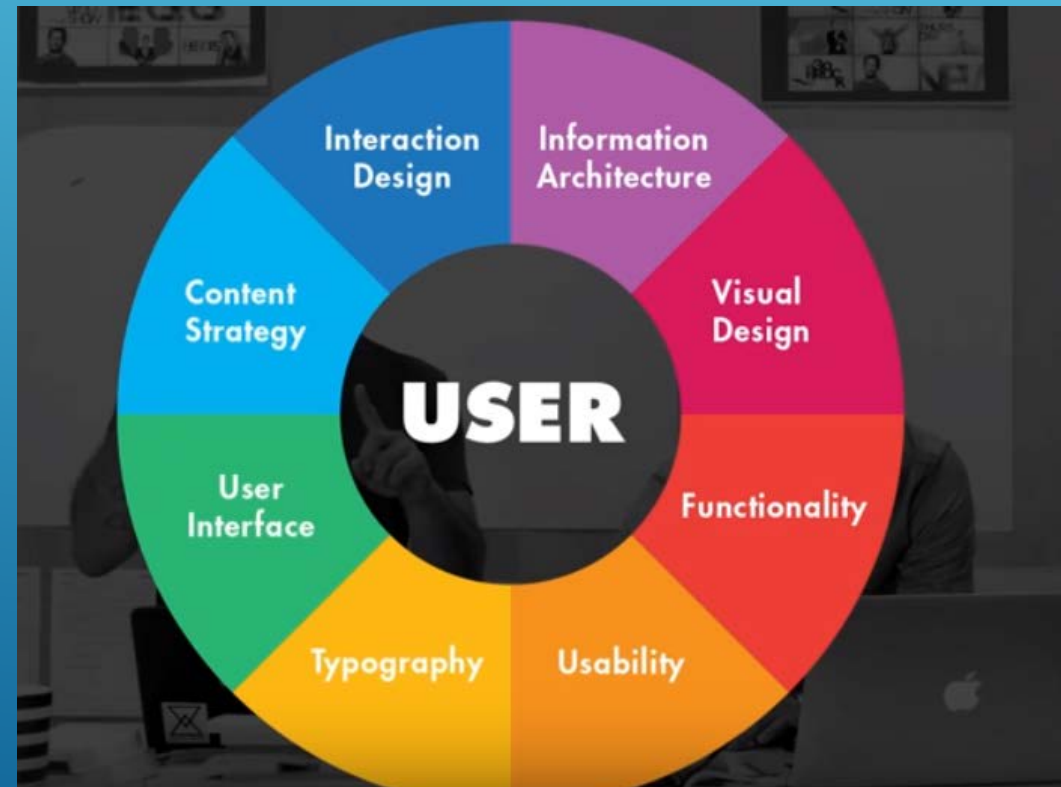 Interaction
Design
Information
Architecture
Content
Strategy
Visual
Design
USER
User
Interface
Functionality
Typography
Usability